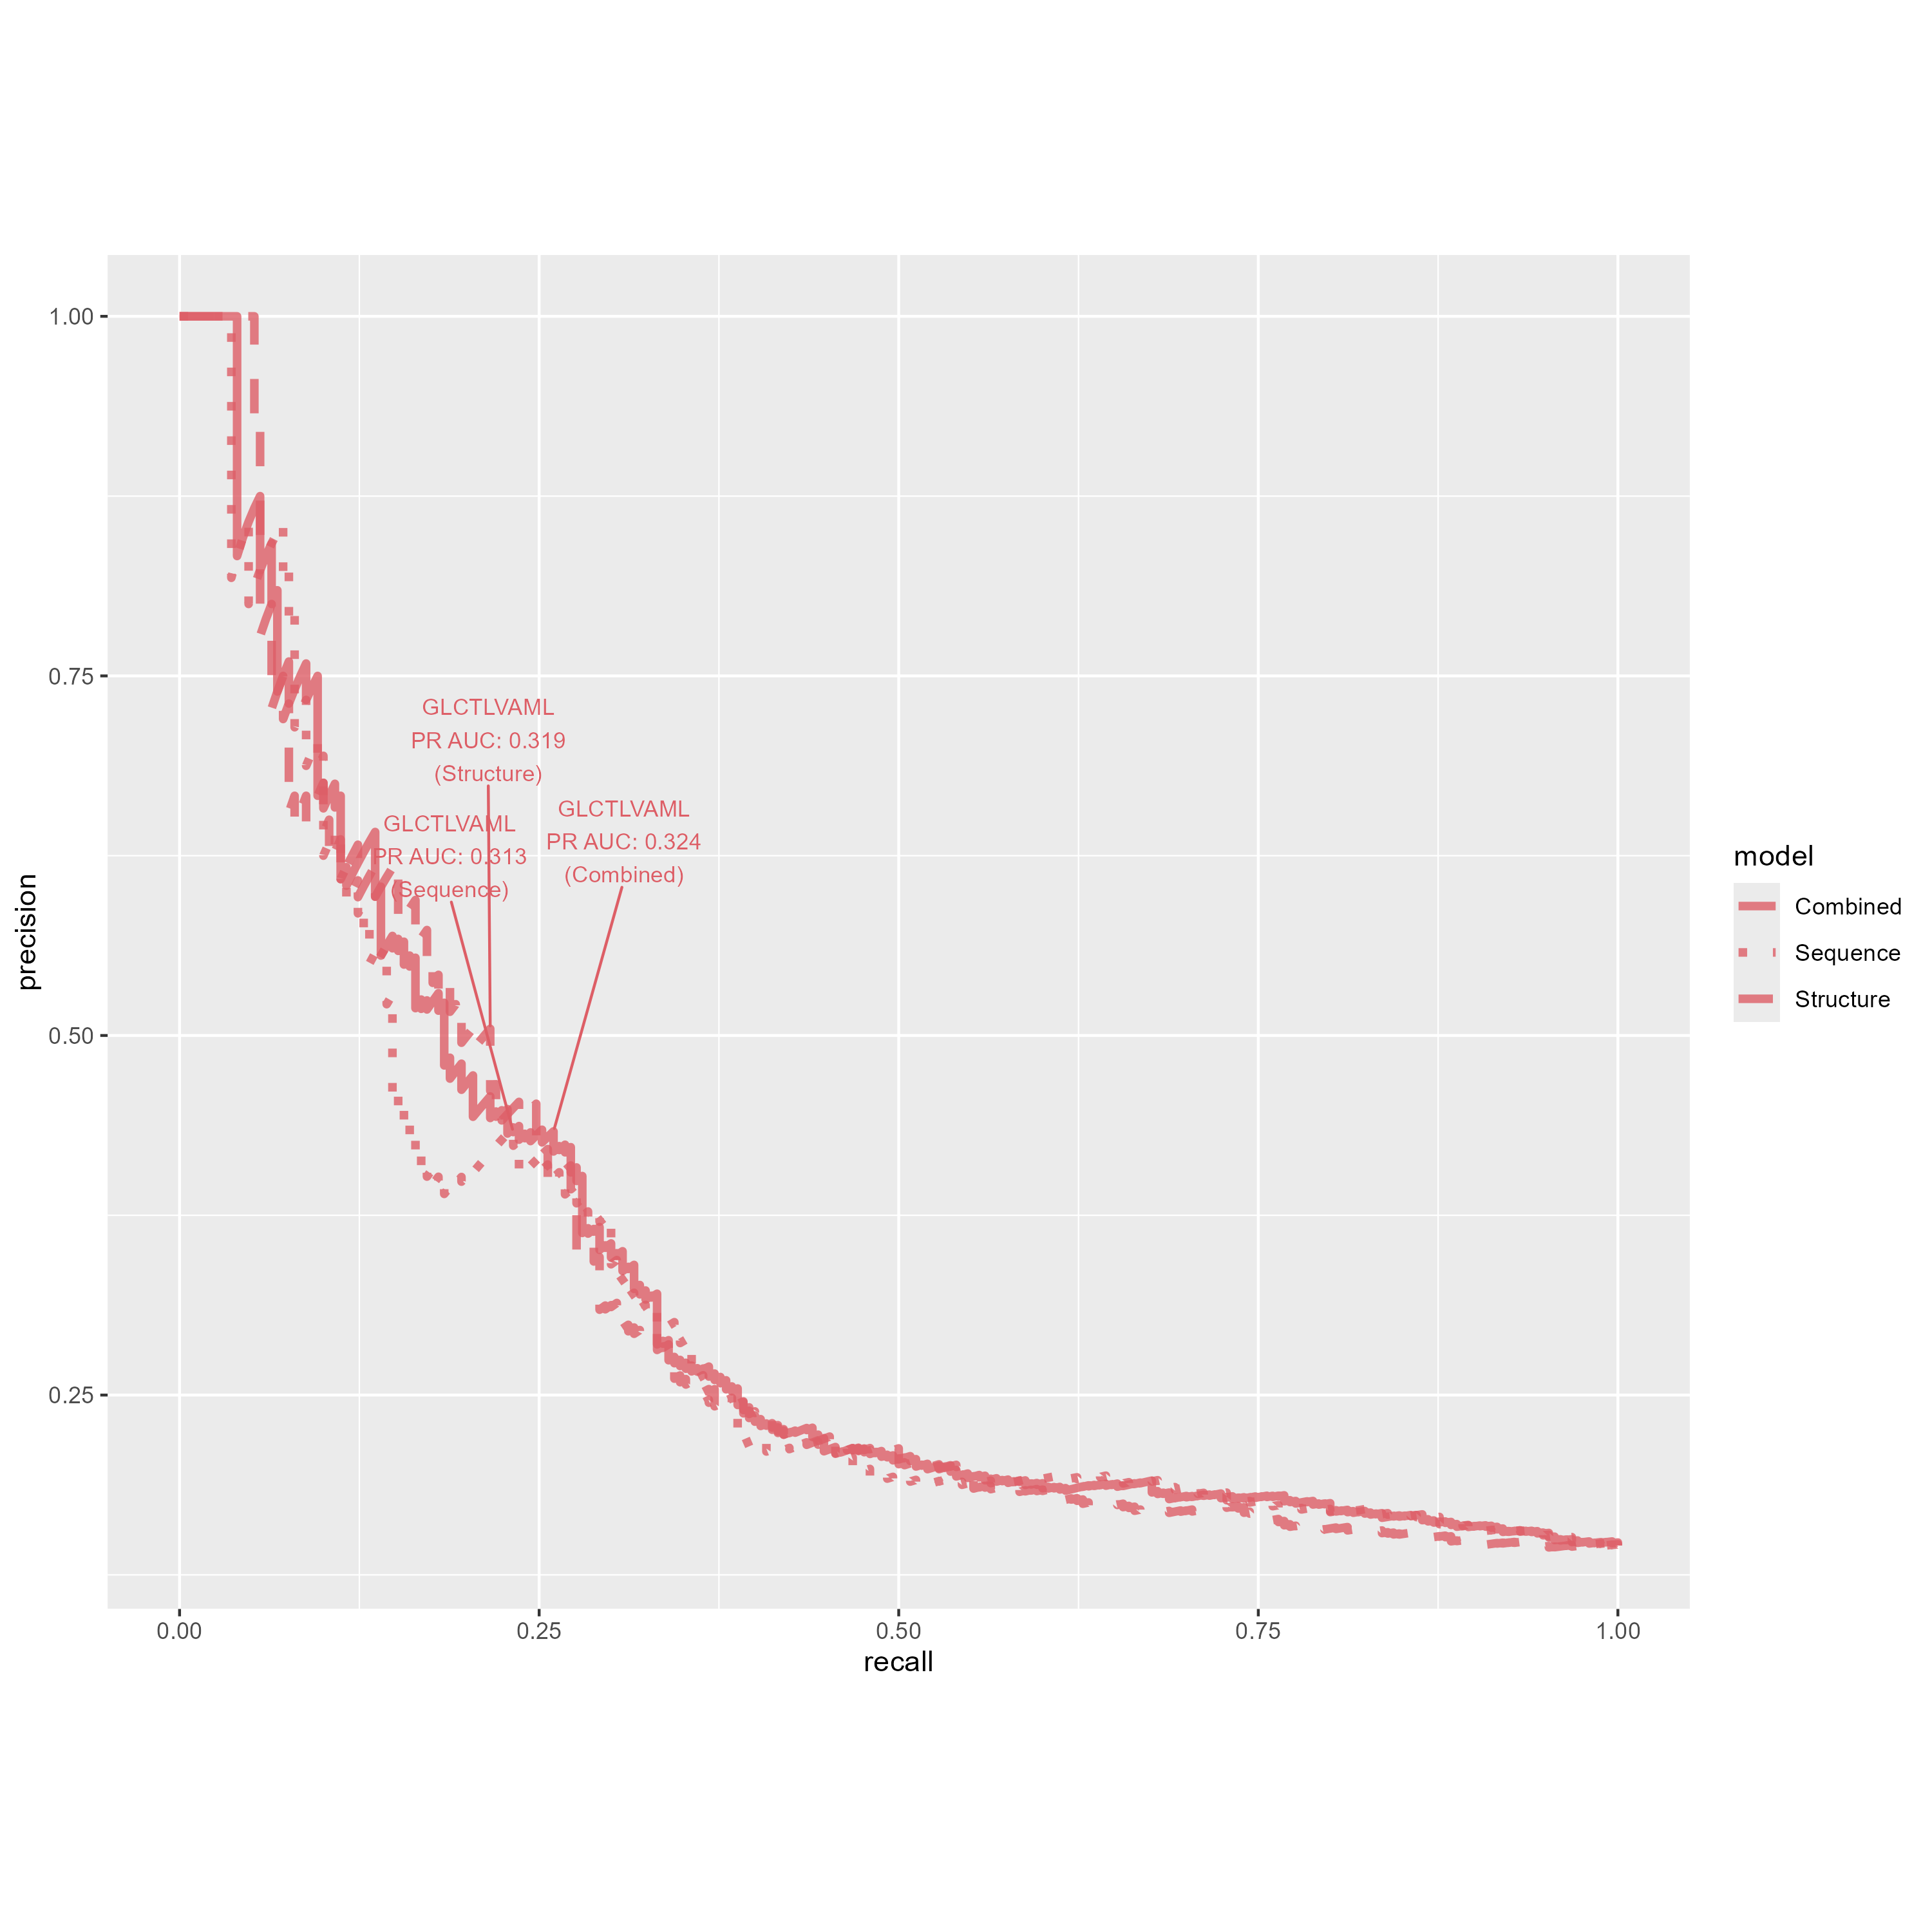 precision
1.00
0.75
0.50
0.25
GLCTLVAML
PR AUC: 0.319
(Structure)
GLCTLVAML
PR AUC: 0.313
(Sequence)
GLCTLVAML
PR AUC: 0.324
(Combined)
0.00
0.25
0.50
0.75
1.00
recall
model
Combined
Sequence
Structure